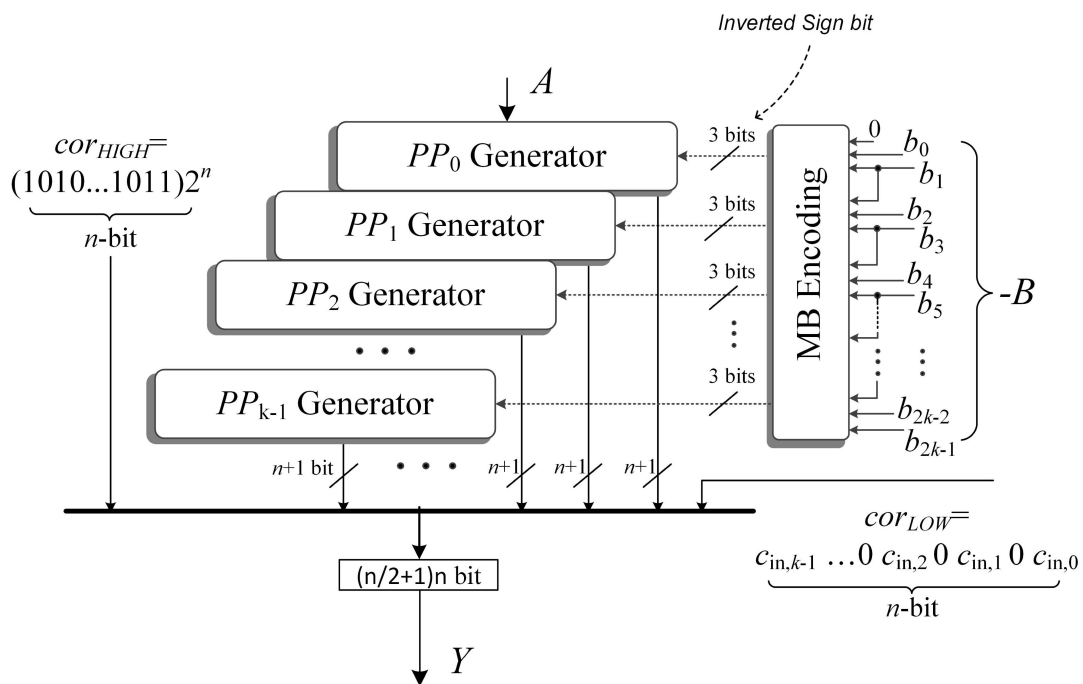 Inverted Sign bit
A
cor_HIGH=
(1010...1011)2^n
n-bit
PP_0 Generator
PP_1 Generator
PP_2 Generator
• • •
PP_k-1 Generator
3 bits
3 bits
3 bits
3 bits
MB Encoding
0
b_0
b_1
b_2
b_3
b_4
b_5
b_2k-2
b_2k-1
-B
n+1 bit
• • •
n+1
n+1
n+1
(n/2+1)n bit
Y
cor_LOW=
c_in,k-1 ...0 c_in,2 0 c_in,1 0 c_in,0
n-bit